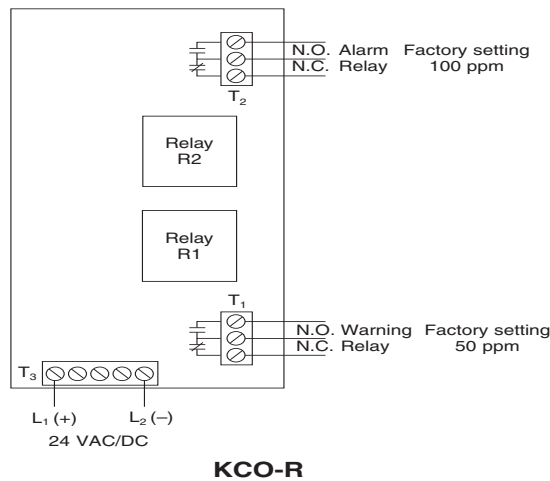 N.O. Alarm Factory setting
N.C. Relay 100 ppm
T2
Relay
R2
Relay
R1
T1
N.O. Warning Factory setting
N.C. Relay 50 ppm
T3
L1 (+) L2 (–)
24 VAC/DC
KCO-R